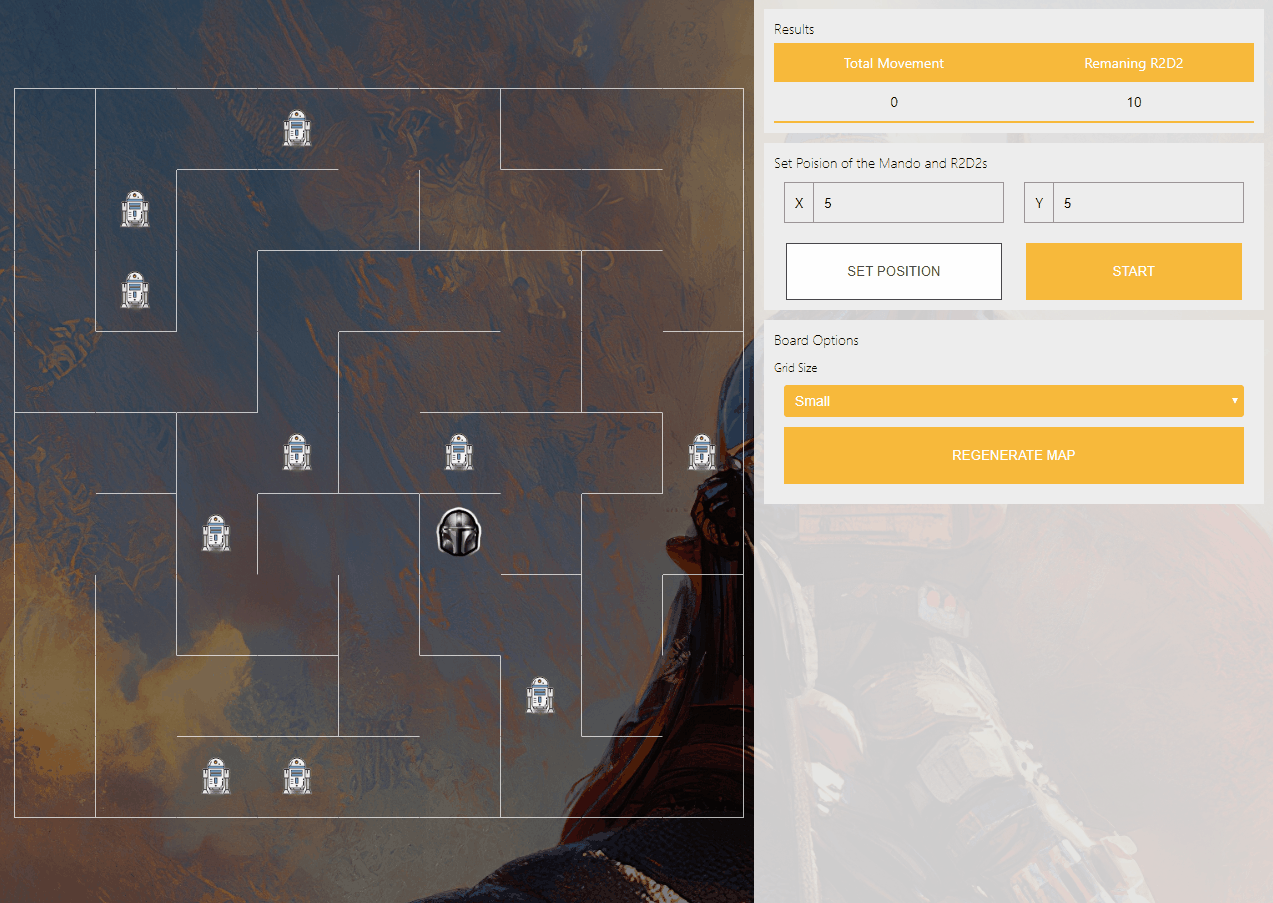 Results
Total Movement Remaning R2D2
0 10
Set Poision of the Mando and R2D2s
X 5 Y 5
SET POSITION START
Board Options
Grid Size
Small
REGENERATE MAP